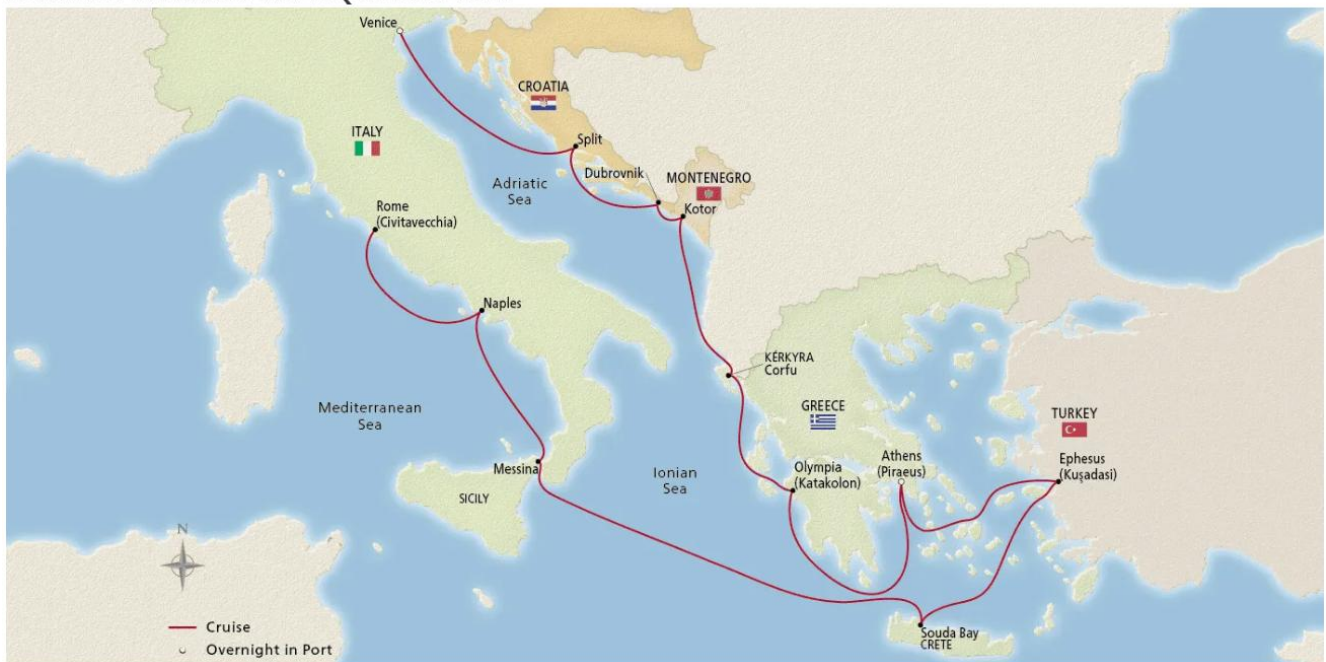 Venice
CROATIA
ITALY
Split
Dubrovnik
MONTENEGRO
Kotor
Adriatic
Sea
Rome
(Civitavecchia)
Naples
KÉRKYRA
Corfu
Mediterranean
Sea
GREECE
TURKEY
Messina
Ionian
Sea
Olympia
(Katakolon)
Athens
(Piraeus)
Ephesus
(Kuşadasi)
SICILY
N
Souda Bay
CRETE
Cruise
Overnight in Port